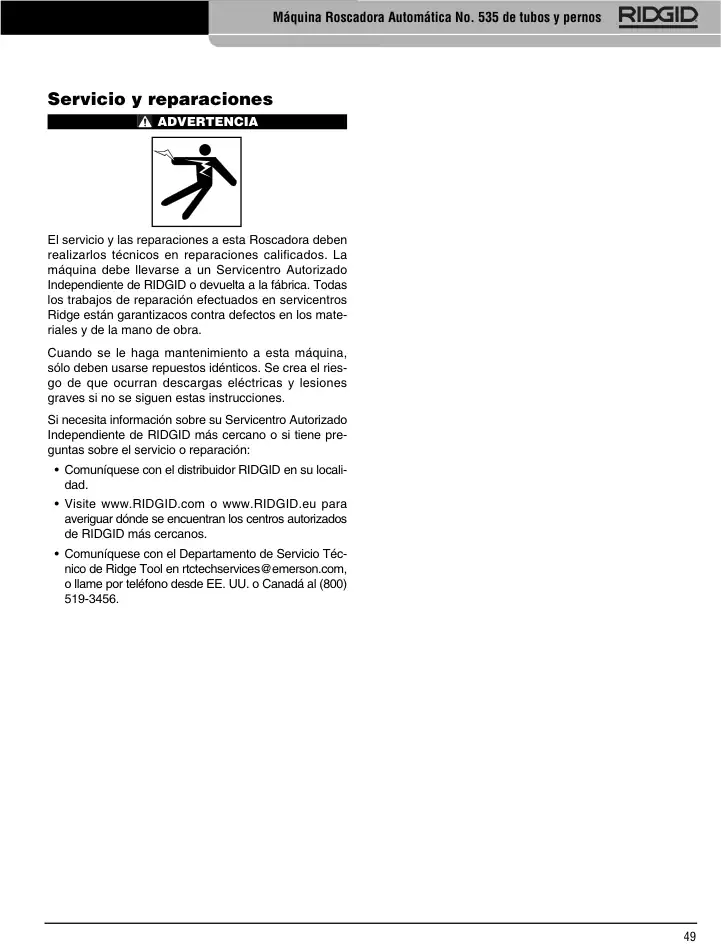 Máquina Roscadora Automática No. 535 de tubos y pernos
RIDGID
Servicio y reparaciones
ADVERTENCIA
El servicio y las reparaciones a esta Roscadora deben
realizarlos técnicos en reparaciones calificados. La
máquina debe llevarse a un Servicentro Autorizado
Independiente de RIDGID o devuelta a la fábrica. Todas
los trabajos de reparación efectuados en servicentros
Ridge están garantizacos contra defectos en los mate-
riales y de la mano de obra.
Cuando se le haga mantenimiento a esta máquina,
sólo deben usarse repuestos idénticos. Se crea el ries-
go de que ocurran descargas eléctricas y lesiones
graves si no se siguen estas instrucciones.
Si necesita información sobre su Servicentro Autorizado
Independiente de RIDGID más cercano o si tiene pre-
guntas sobre el servicio o reparación:
• Comuníquese con el distribuidor RIDGID en su locali-
dad.
• Visite www.RIDGID.com o www.RIDGID.eu para
averiguar dónde se encuentran los centros autorizados
de RIDGID más cercanos.
• Comuníquese con el Departamento de Servicio Téc-
nico de Ridge Tool en rtctechservices@emerson.com,
o llame por teléfono desde EE. UU. o Canadá al (800)
519-3456.
49